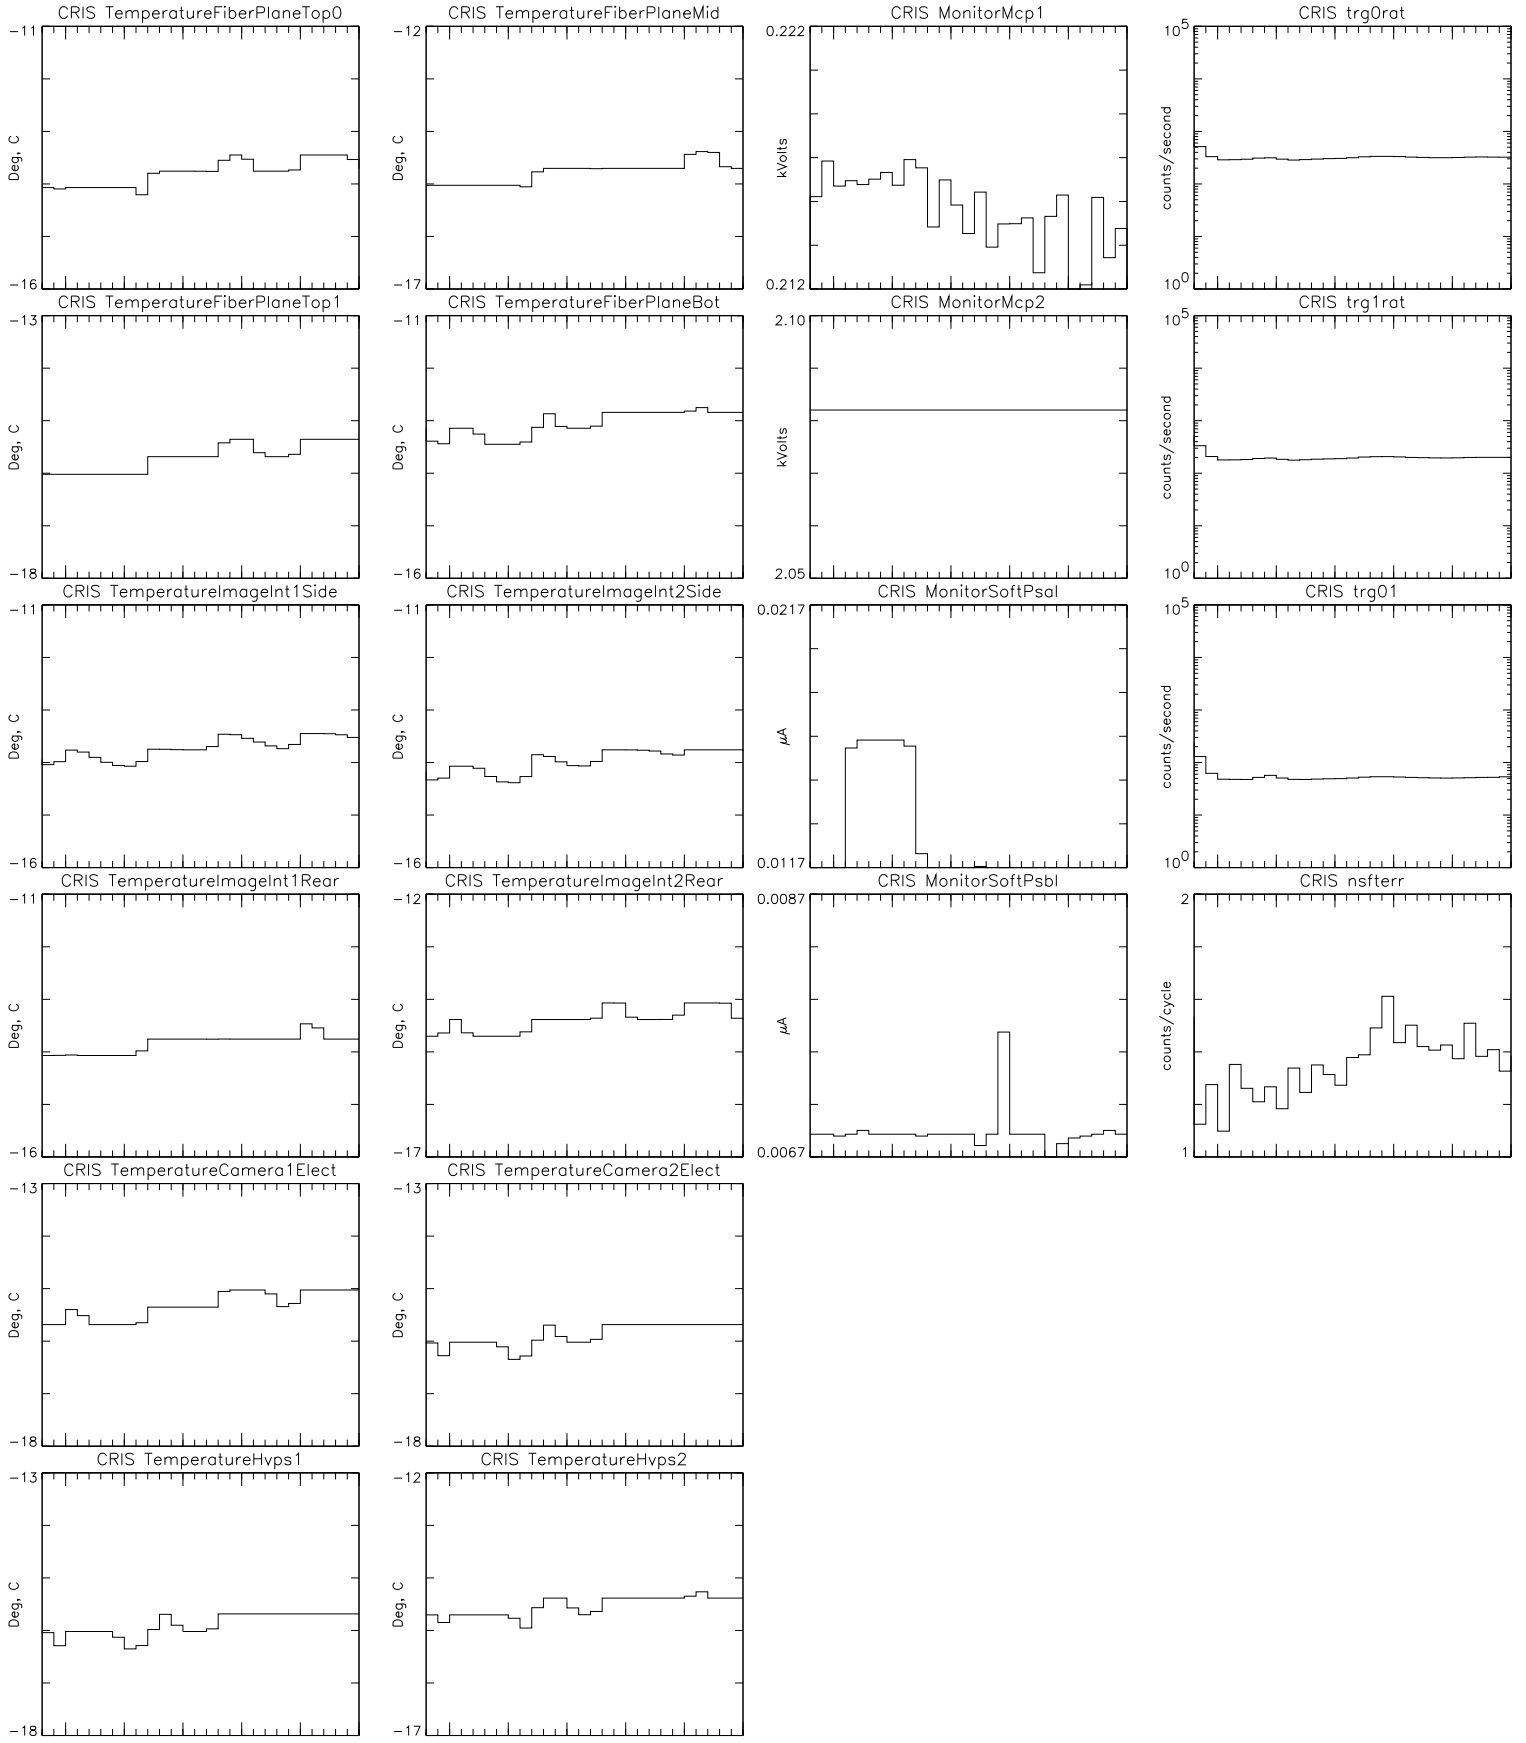 CRIS TemperatureFiberPlaneTop0
-11
Deg, C
-16
CRIS TemperatureFiberPlaneMid
-12
Deg, C
-17
CRIS MonitorMcp1
0.222
kVolts
0.212
CRIS trg0rat
10^5
counts/second
10^0
CRIS TemperatureFiberPlaneTop1
-13
Deg, C
-18
CRIS TemperatureFiberPlaneBot
-11
Deg, C
-16
CRIS MonitorMcp2
2.10
kVolts
2.05
CRIS trg1rat
10^5
counts/second
10^0
CRIS TemperatureImageInt1Side
-11
Deg, C
-16
CRIS TemperatureImageInt2Side
-11
Deg, C
-16
CRIS MonitorSoftPsaI
0.0217
μA
0.0117
CRIS trg01
10^5
counts/second
10^0
CRIS TemperatureImageInt1Rear
-11
Deg, C
-16
CRIS TemperatureImageInt2Rear
-12
Deg, C
-17
CRIS MonitorSoftPsbI
0.0087
μA
0.0067
CRIS nsfterr
2
counts/cycle
1
CRIS TemperatureCamera1Elect
-13
Deg, C
-18
CRIS TemperatureCamera2Elect
-13
Deg, C
-18
CRIS TemperatureHvps1
-13
Deg, C
-18
CRIS TemperatureHvps2
-12
Deg, C
-17